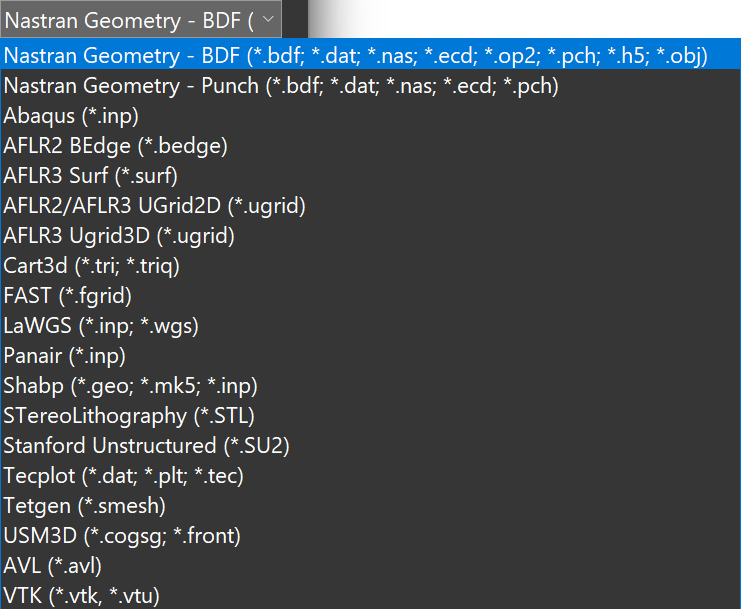 Nastran Geometry - BDF (
Nastran Geometry - BDF (*.bdf; *.dat; *.nas; *.ecd; *.op2; *.pch; *.h5; *.obj)
Nastran Geometry - Punch (*.bdf; *.dat; *.nas; *.ecd; *.pch)
Abaqus (*.inp)
AFLR2 BEdge (*.bedge)
AFLR3 Surf (*.surf)
AFLR2/AFLR3 UGrid2D (*.ugrid)
AFLR3 Ugrid3D (*.ugrid)
Cart3d (*.tri; *.triq)
FAST (*.fgrid)
LaWGS (*.inp; *.wgs)
Panair (*.inp)
Shabp (*.geo; *.mk5; *.inp)
STereoLithography (*.STL)
Stanford Unstructured (*.SU2)
Tecplot (*.dat; *.plt; *.tec)
Tetgen (*.smesh)
USM3D (*.cogsg; *.front)
AVL (*.avl)
VTK (*.vtk, *.vtu)